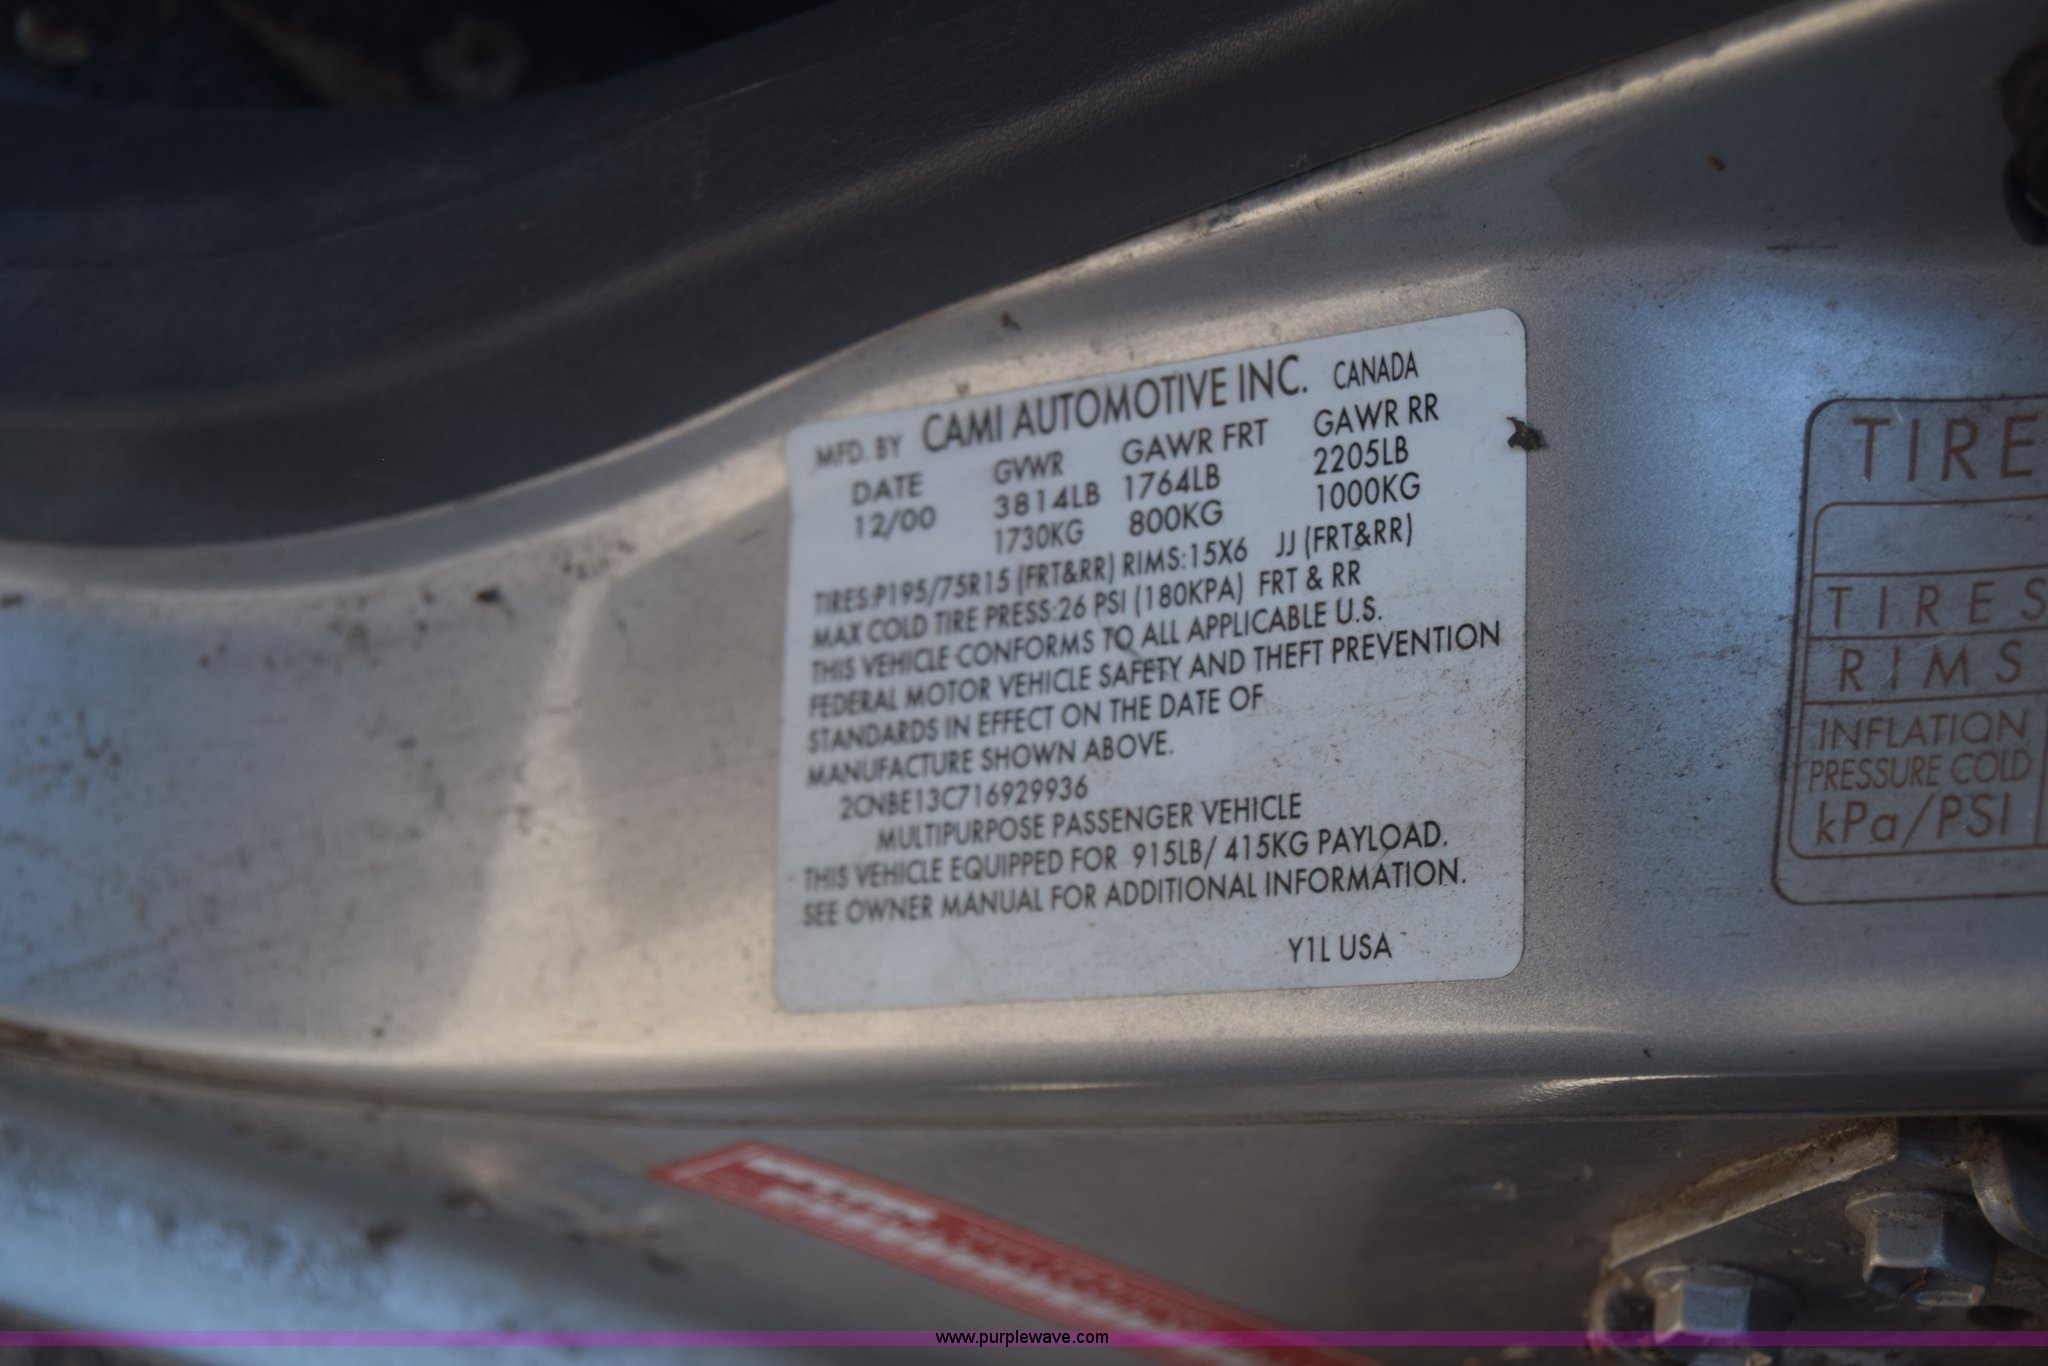 MFD. BY CAMI AUTOMOTIVE INC. CANADA
DATE GVWR GAWR FRT GAWR RR
12/00 3814LB 1764LB 2205LB
1730KG 800KG 1000KG
TIRES:P195/75R15 (FRT&RR) RIMS:15X6 JJ (FRT&RR)
MAX COLD TIRE PRESS:26 PSI (180KPA) FRT & RR
THIS VEHICLE CONFORMS TO ALL APPLICABLE U.S.
FEDERAL MOTOR VEHICLE SAFETY AND THEFT PREVENTION
STANDARDS IN EFFECT ON THE DATE OF
MANUFACTURE SHOWN ABOVE.
2CNBE13C716929936
MULTIPURPOSE PASSENGER VEHICLE
THIS VEHICLE EQUIPPED FOR 915LB/ 415KG PAYLOAD.
SEE OWNER MANUAL FOR ADDITIONAL INFORMATION.
Y1L USA
TIRE
TIRES
RIMS
INFLATION
PRESSURE COLD
kPa/PSI
www.purplewave.com